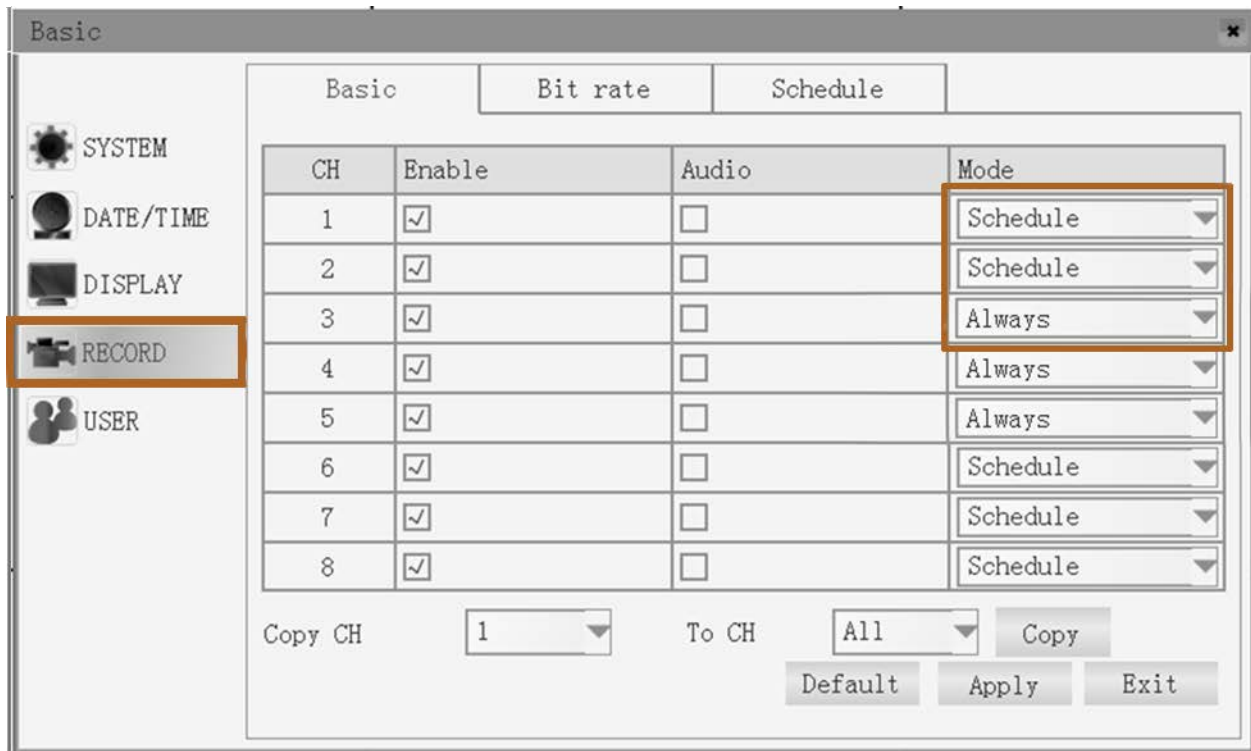 Basic
Basic Bit rate Schedule
SYSTEM
DATE/TIME
DISPLAY
RECORD
USER
CH Enable Audio Mode
1 Schedule
2 Schedule
3 Always
4 Always
5 Always
6 Schedule
7 Schedule
8 Schedule
Copy CH 1 To CH All Copy
Default Apply Exit